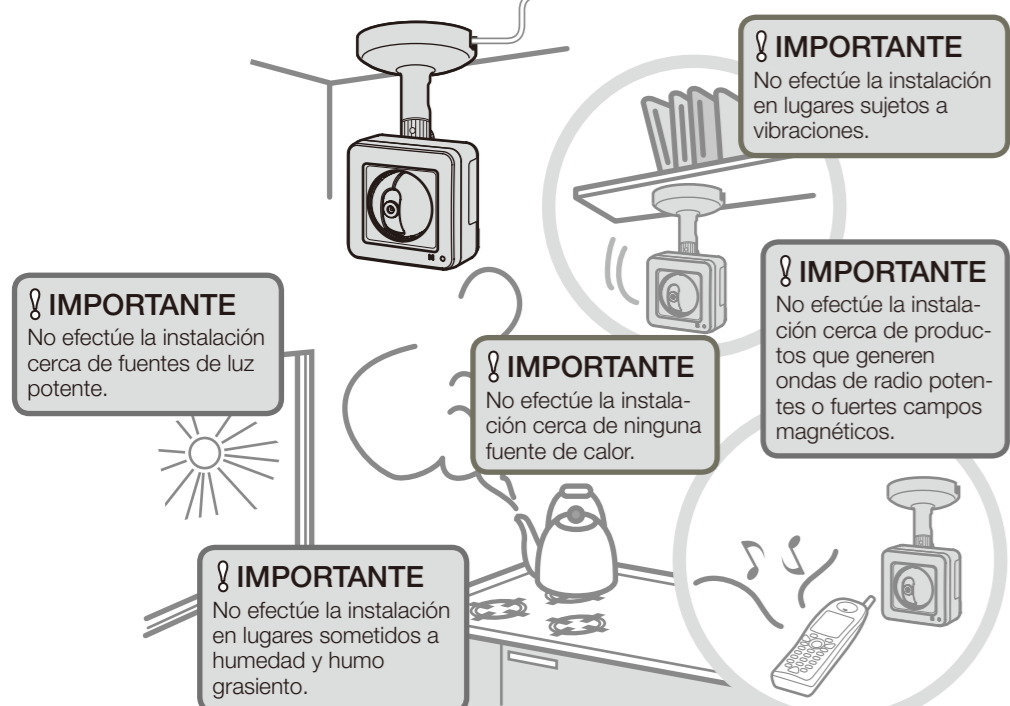 IMPORTANTE
No efectúe la instalación
en lugares sujetos a
vibraciones.
IMPORTANTE
No efectúe la instalación
cerca de fuentes de luz
potente.
IMPORTANTE
No efectúe la instala-
ción cerca de produc-
tos que generen
ondas de radio poten-
tes o fuertes campos
magnéticos.
IMPORTANTE
No efectúe la instala-
ción cerca de ninguna
fuente de calor.
IMPORTANTE
No efectúe la instalación
en lugares sometidos a
humedad y humo
grasiento.